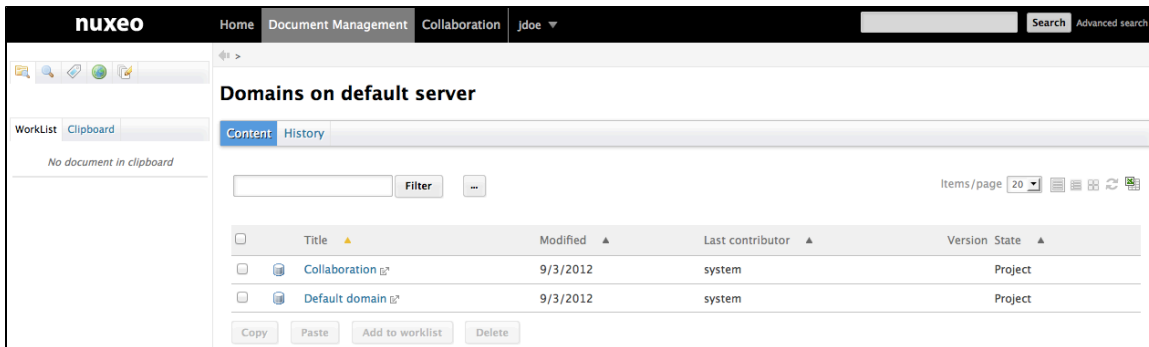 nuxeo Home Document Management Collaboration jdoe Search Advanced search
>
Domains on default server
WorkList Clipboard Content History
No document in clipboard
Filter ... Items/page 20
Title Modified Last contributor Version State
Collaboration 9/3/2012 system Project
Default domain 9/3/2012 system Project
Copy Paste Add to worklist Delete